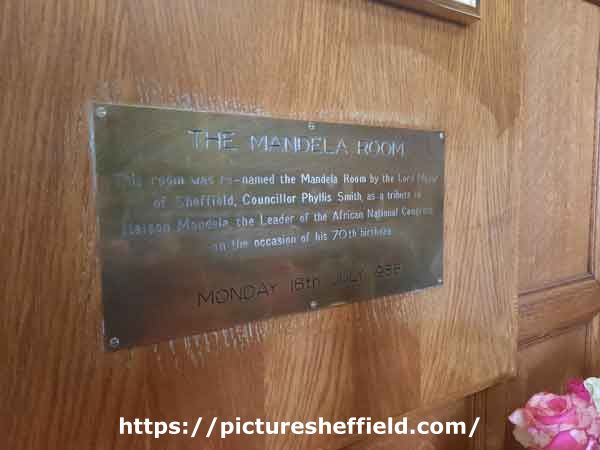 THE MANDELA ROOM
This room was re-named the Mandela Room by the Lord Mayor
of Sheffield, Councillor Phyllis Smith, as a tribute to
Nelson Mandela the Leader of the African National Congress
on the occasion of his 70th birthday
MONDAY 18th JULY 1988
https://picturesheffield.com/